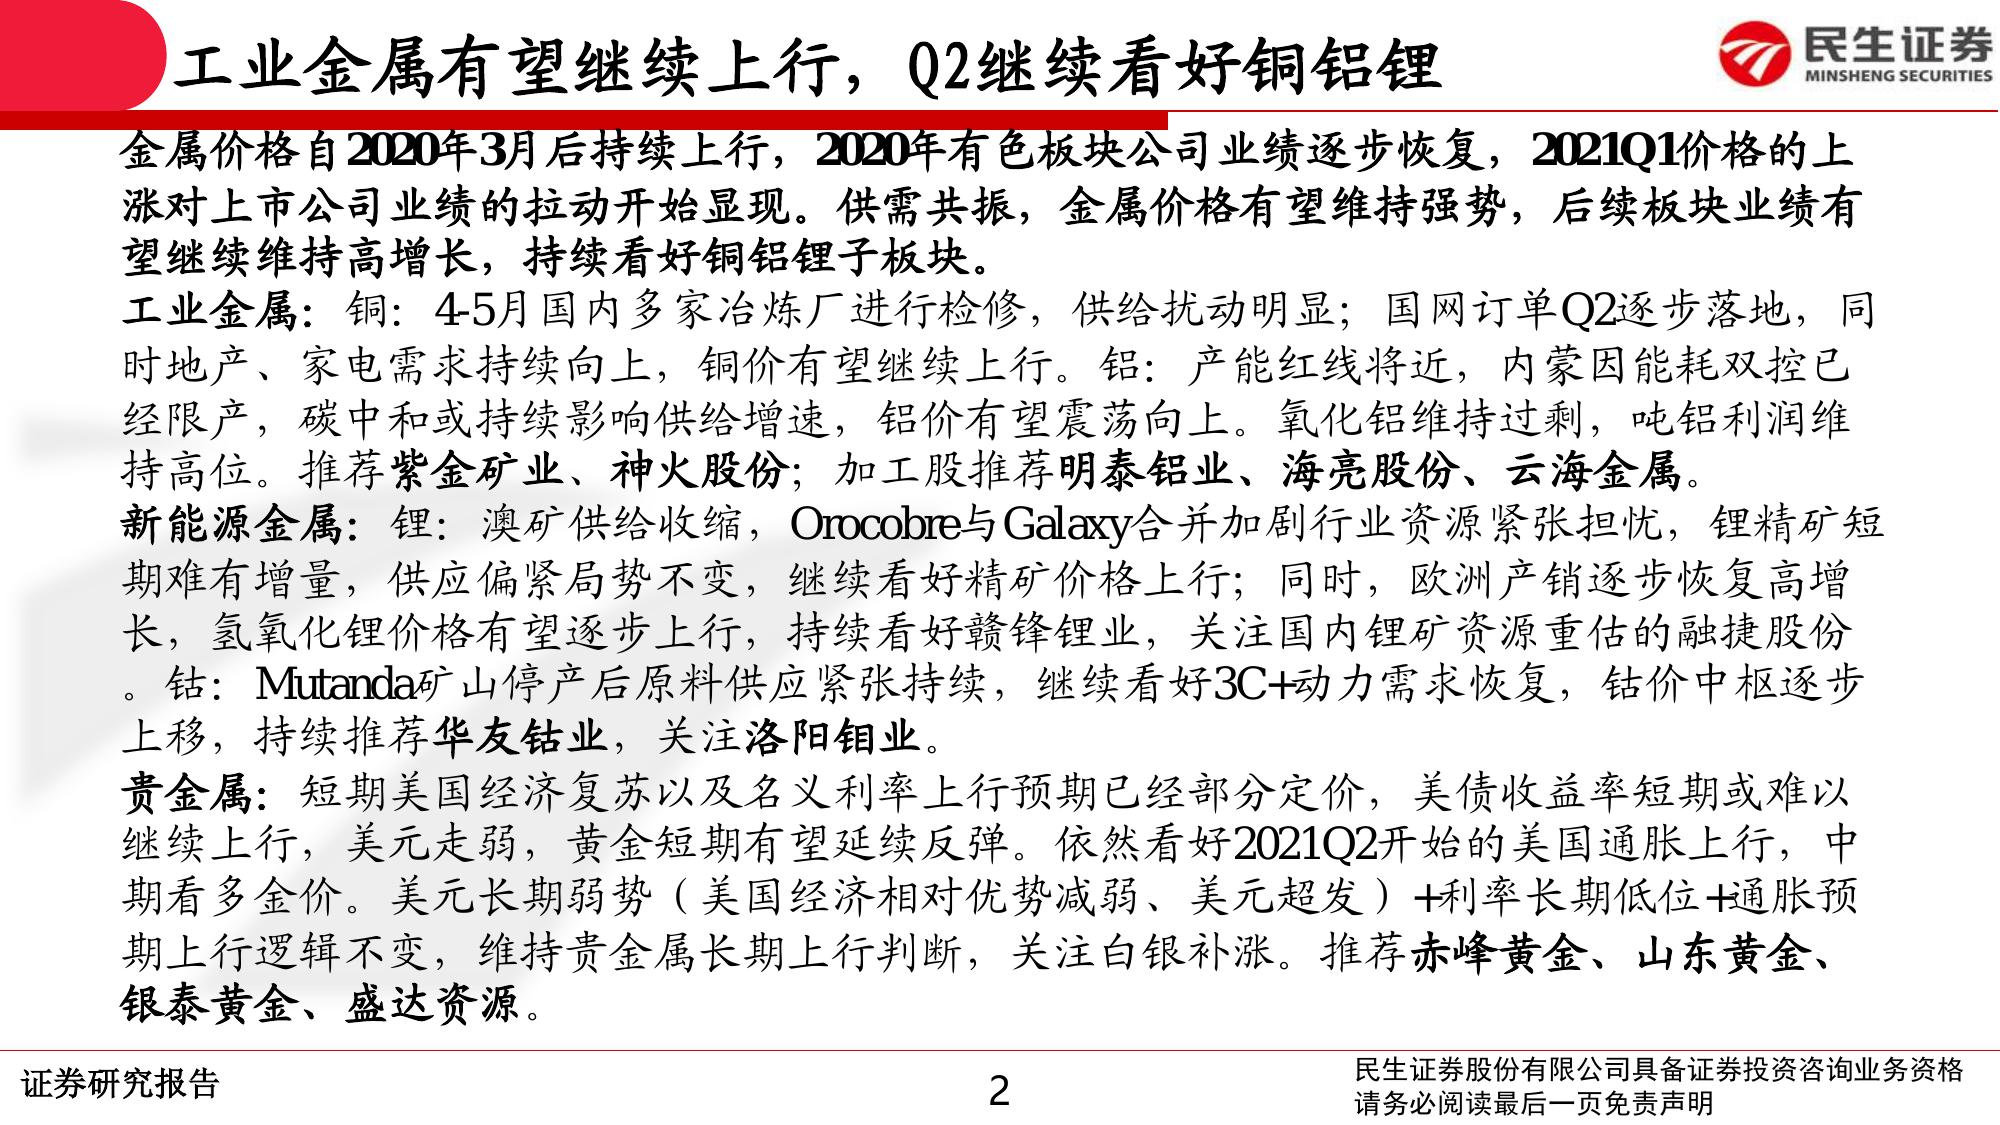 工业金属有望继续上行，Q2继续看好铜铝锂
民生证券
MINSHENG SECURITIES
金属价格自2020年3月后持续上行，2020年有色板块公司业绩逐步恢复，2021Q1价格的上
涨对上市公司业绩的拉动开始显现。供需共振，金属价格有望维持强势，后续板块业绩有
望继续维持高增长，持续看好铜铝锂子板块。
工业金属：铜：4-5月国内多家冶炼厂进行检修，供给扰动明显；国网订单Q2逐步落地，同
时地产、家电需求持续向上，铜价有望继续上行。铝：产能红线将近，内蒙因能耗双控已
经限产，碳中和或持续影响供给增速，铝价有望震荡向上。氧化铝维持过剩，吨铝利润维
持高位。推荐紫金矿业、神火股份；加工股推荐明泰铝业、海亮股份、云海金属。
新能源金属：锂：澳矿供给收缩，Orocobre与Galaxy合并加剧行业资源紧张担忧，锂精矿短
期难有增量，供应偏紧局势不变，继续看好精矿价格上行；同时，欧洲产销逐步恢复高增
长，氢氧化锂价格有望逐步上行，持续看好赣锋锂业，关注国内锂矿资源重估的融捷股份
。钴：Mutanda矿山停产后原料供应紧张持续，继续看好3C+动力需求恢复，钴价中枢逐步
上移，持续推荐华友钴业，关注洛阳钼业。
贵金属：短期美国经济复苏以及名义利率上行预期已经部分定价，美债收益率短期或难以
继续上行，美元走弱，黄金短期有望延续反弹。依然看好2021Q2开始的美国通胀上行，中
期看多金价。美元长期弱势（美国经济相对优势减弱、美元超发）+利率长期低位+通胀预
期上行逻辑不变，维持贵金属长期上行判断，关注白银补涨。推荐赤峰黄金、山东黄金、
银泰黄金、盛达资源。
证券研究报告
2
民生证券股份有限公司具备证券投资咨询业务资格
请务必阅读最后一页免责声明